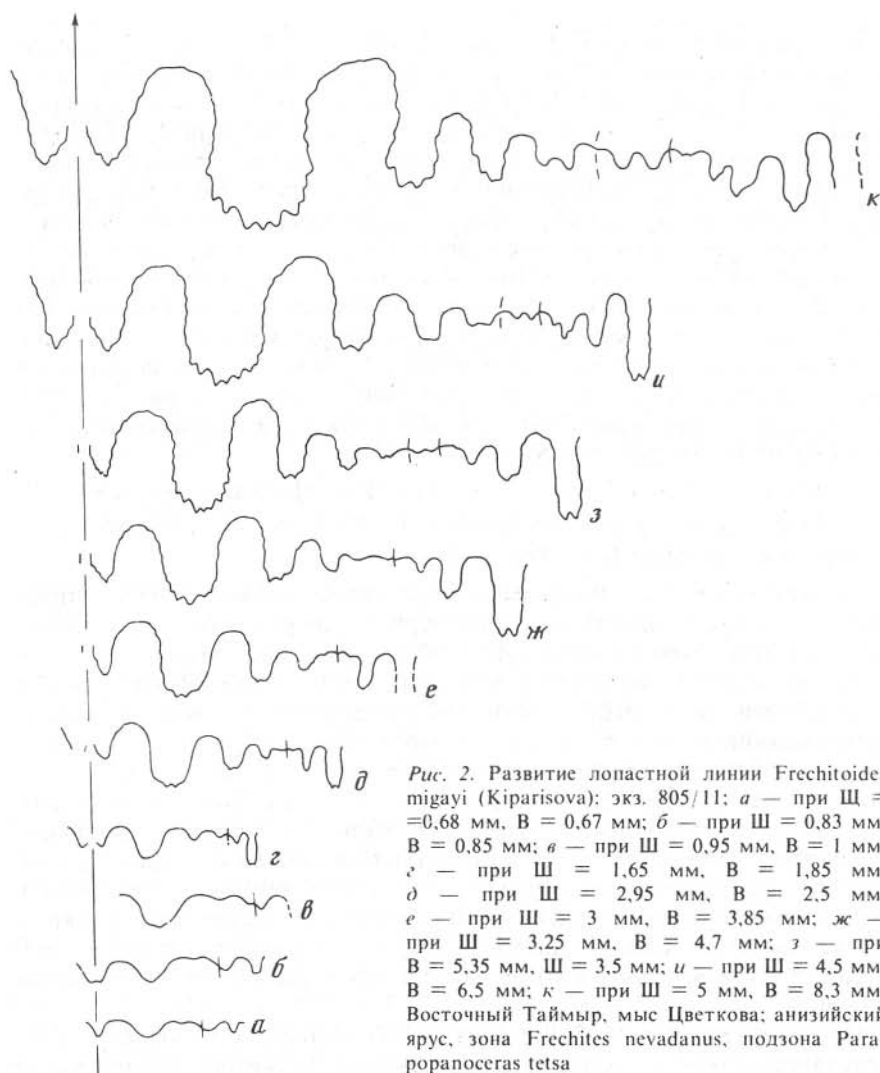 к
и
з
ж
е
д
г
в
б
а
Рис. 2. Развитие лопастной линии Frechitoide
migayi (Kiparisova): экз. 805/11; а — при Щ =
=0,68 мм, В = 0,67 мм; б — при Ш = 0,83 мм
В = 0,85 мм; в — при Ш = 0,95 мм, В = 1 мм
г — при Ш = 1,65 мм, В = 1,85 мм
д — при Ш = 2,95 мм, В = 2,5 мм
е — при Ш = 3 мм, В = 3,85 мм; ж —
при Ш = 3,25 мм, В = 4,7 мм; з — при
В = 5,35 мм, Ш = 3,5 мм; и — при Ш = 4,5 мм
В = 6,5 мм; к — при Ш = 5 мм, В = 8,3 мм
Восточный Таймыр, мыс Цветкова; анизийский
ярус, зона Frechites nevadanus, подзона Para
popanoceras tetsa